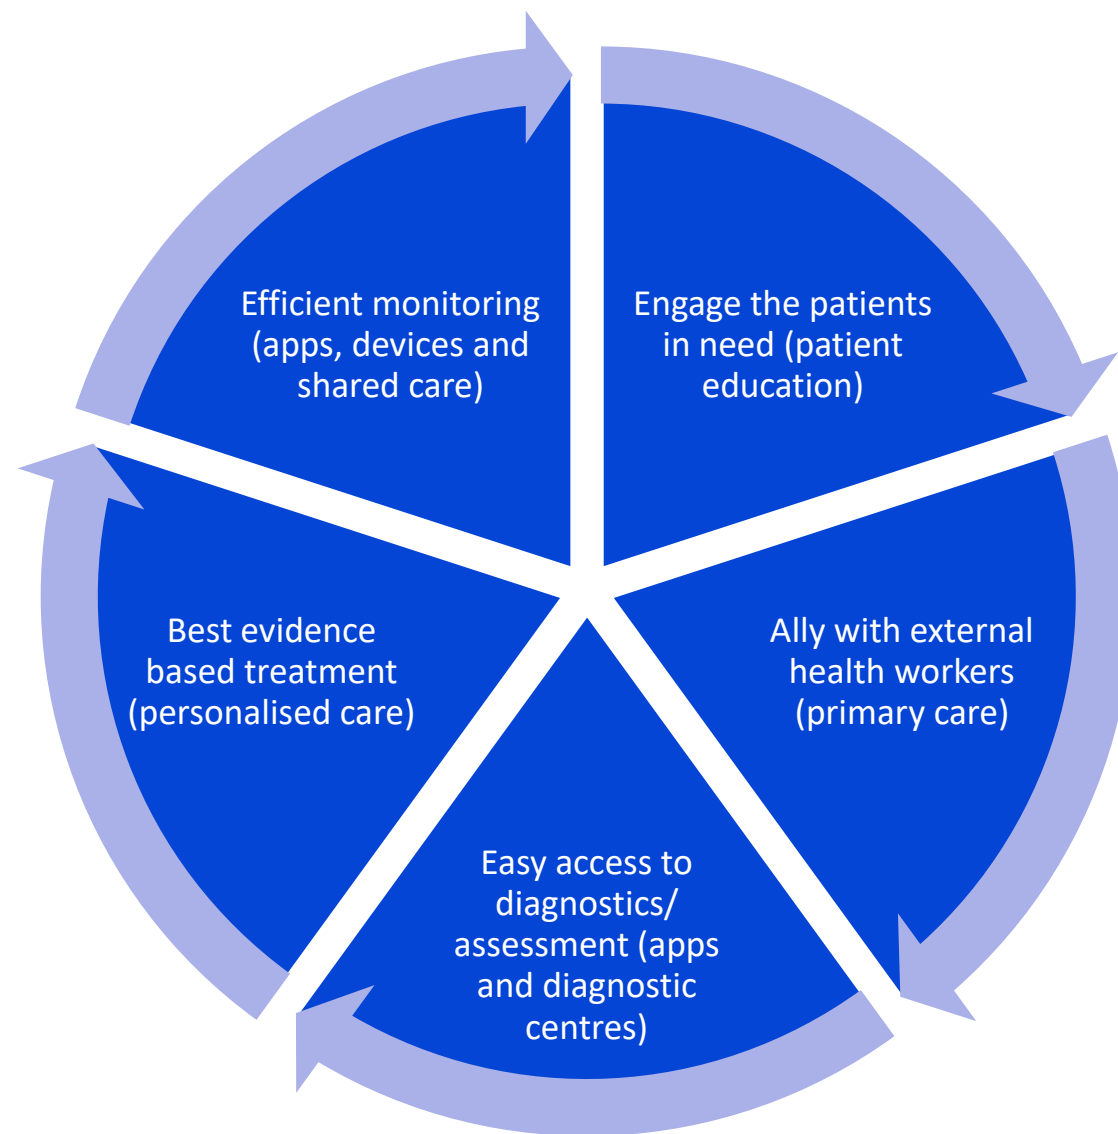 Efficient monitoring
(apps, devices and
shared care)
Engage the patients
in need (patient
education)
Best evidence
based treatment
(personalised care)
Ally with external
health workers
(primary care)
Easy access to
diagnostics/
assessment (apps
and diagnostic
centres)